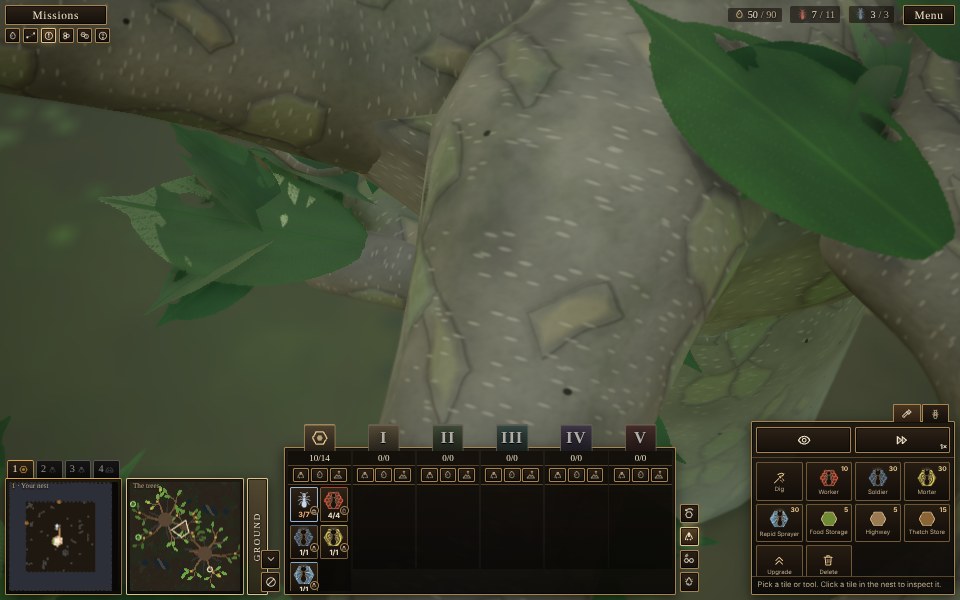 Missions
50 / 90
7 / 11
3 / 3
Menu
1
2
3
4
1 - Your nest
The trees
GROUND
I
II
III
IV
V
10/14
0/0
0/0
0/0
0/0
0/0
3/7
4/4
1/1
1/1
1/1
1x
Dig
10
Worker
30
Soldier
30
Mortar
30
Rapid Sprayer
5
Food Storage
5
Highway
15
Thatch Store
Upgrade
Delete
Pick a tile or tool. Click a tile in the nest to inspect it.